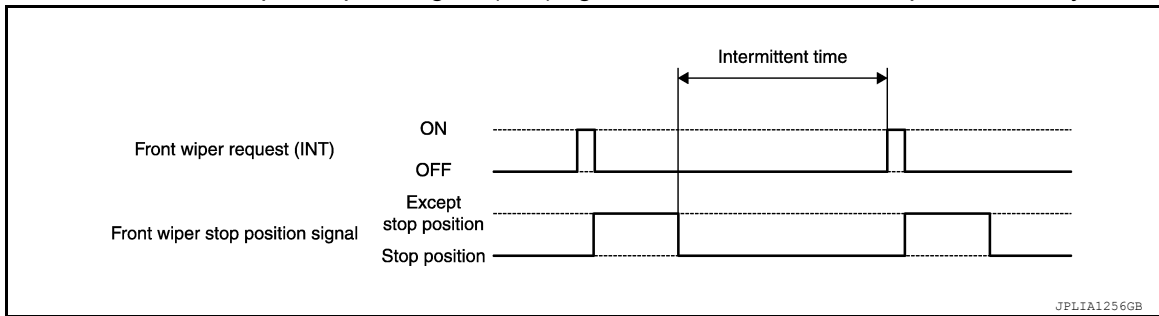 Intermittent time
ON
Front wiper request (INT)
OFF
Except
stop position
Front wiper stop position signal
Stop position
JPLIA1256GB